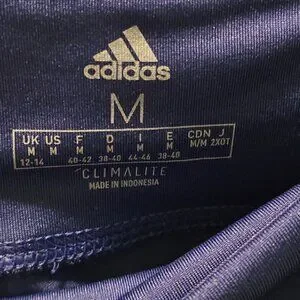 adidas
M
UK US F D I E CDN J
M M M M M M M/M 2XOT
12-14 40-42 38-40 44-46 38-40
CLIMALITE
MADE IN INDONESIA